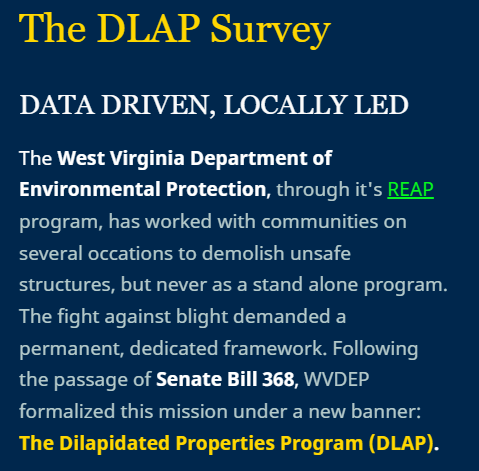 The DLAP Survey
DATA DRIVEN, LOCALLY LED
The West Virginia Department of
Environmental Protection, through it's REAP
program, has worked with communities on
several occations to demolish unsafe
structures, but never as a stand alone program.
The fight against blight demanded a
permanent, dedicated framework. Following
the passage of Senate Bill 368, WVDEP
formalized this mission under a new banner:
The Dilapidated Properties Program (DLAP).